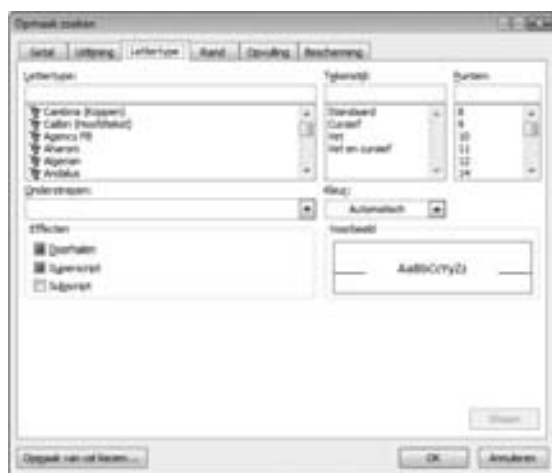 Opmaak zoeken
Getal Uitlijning Lettertype Rand Opvulling Bescherming
Lettertype: Tekenstijl: Punten:
Cambria (Koppen) Standaard 8
Calibri (Hoofdtekst) Cursief 9
Agency FB Vet 10
Aharoni Vet en cursief 11
Algerian 12
Andalus 14
Onderstrepen: Kleur:
Automatisch
Effecten Voorbeeld
Doorhalen
Superscript AaBbCcYyZz
Subscript
Wissen
Opmaak van cel kiezen... OK Annuleren